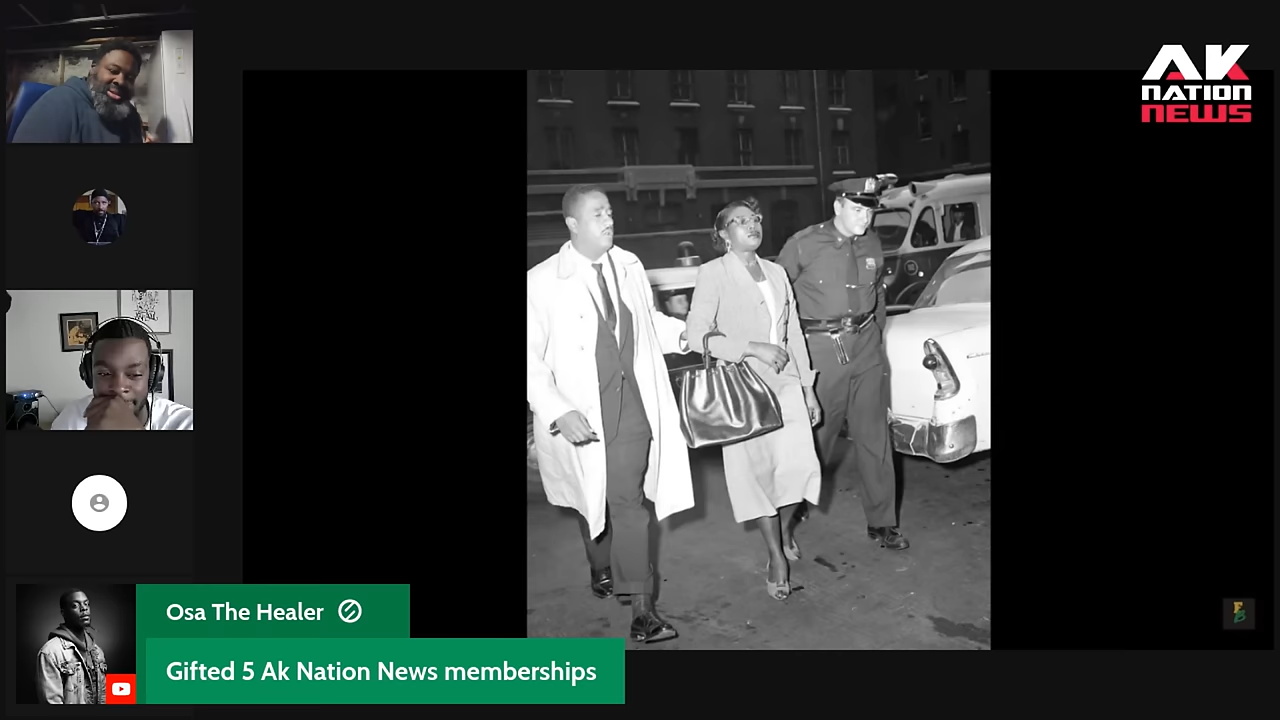 AK
NATION
NEWS
Osa The Healer
Gifted 5 Ak Nation News memberships